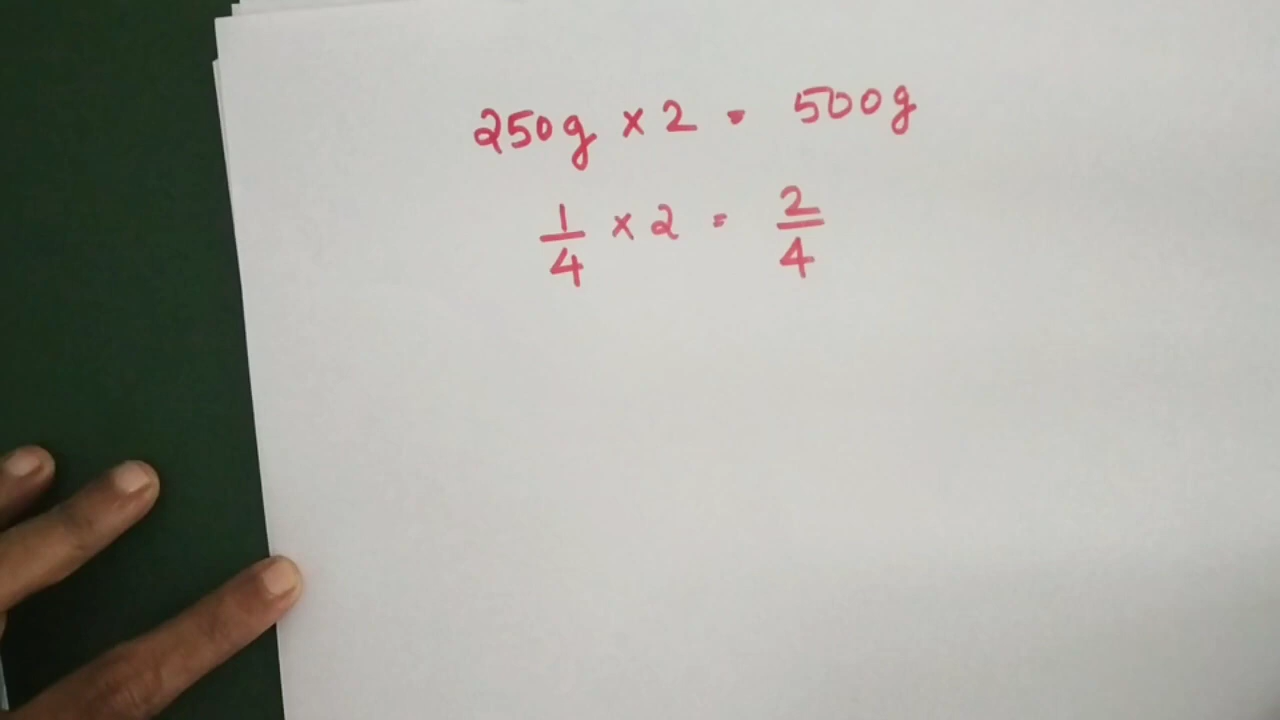 250g × 2 = 500g
1/4 × 2 = 2/4